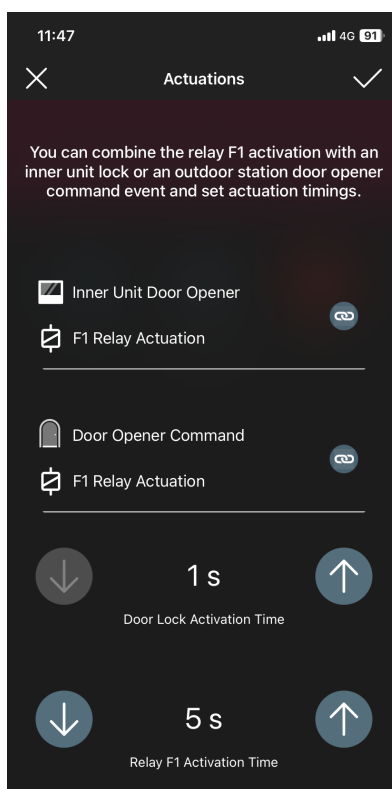 11:47
4G 91
Actuations
You can combine the relay F1 activation with an
inner unit lock or an outdoor station door opener
command event and set actuation timings.
Inner Unit Door Opener
F1 Relay Actuation
Door Opener Command
F1 Relay Actuation
1 s
Door Lock Activation Time
5 s
Relay F1 Activation Time